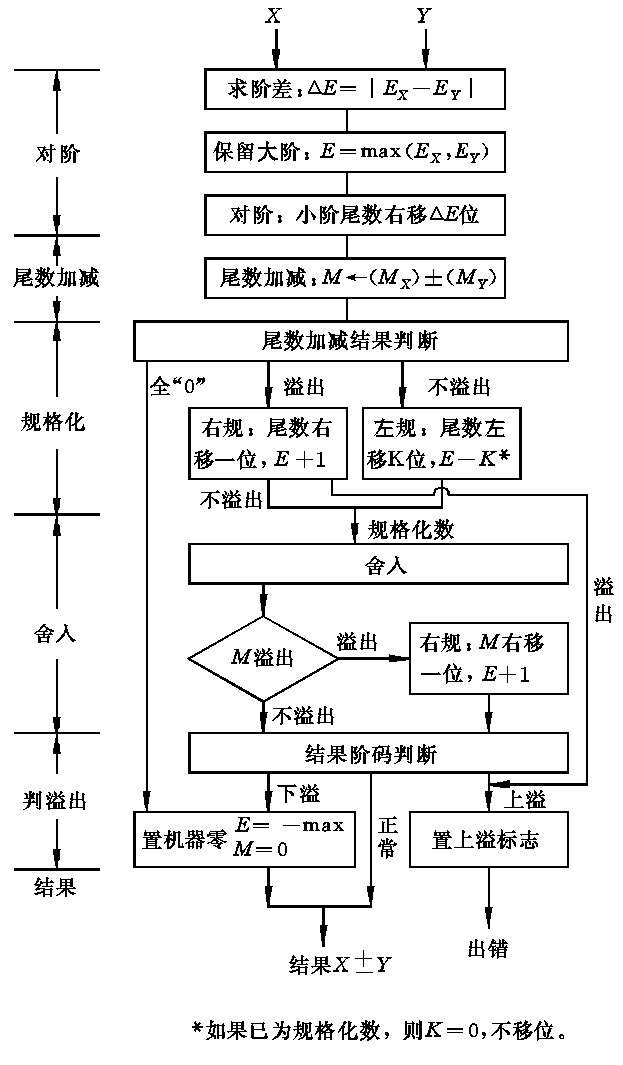 X
Y
求阶差：△E＝｜E_X－E_Y｜
保留大阶：E＝max(E_X,E_Y)
对阶
对阶：小阶尾数右移△E位
尾数加减
尾数加减：M←(M_X)±(M_Y)
尾数加减结果判断
全“0”
溢出
不溢出
规格化
右规：尾数右
移一位，E＋1
左规：尾数左
移K位，E－K*
不溢出
规格化数
舍入
溢出
舍入
M溢出
溢出
右规：M右移
一位，E＋1
不溢出
结果阶码判断
判溢出
下溢
正常
上溢
置机器零
E＝－max
M＝0
置上溢标志
结果
结果X±Y
出错
*如果已为规格化数，则K＝0，不移位。